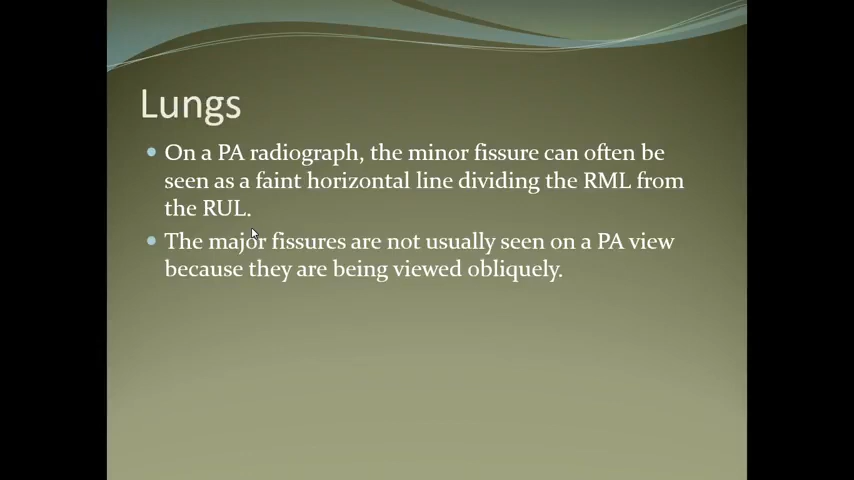 Lungs
On a PA radiograph, the minor fissure can often be
seen as a faint horizontal line dividing the RML from
the RUL.
The major fissures are not usually seen on a PA view
because they are being viewed obliquely.